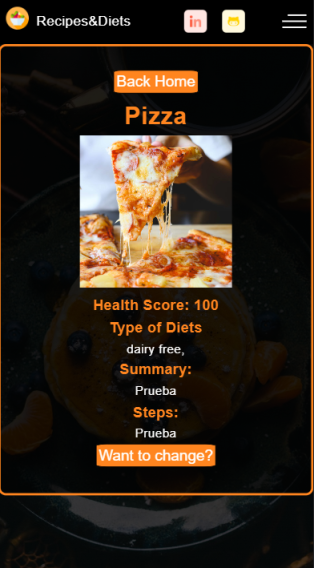 Recipes&Diets
Back Home
Pizza
Health Score: 100
Type of Diets
dairy free,
Summary:
Prueba
Steps:
Prueba
Want to change?